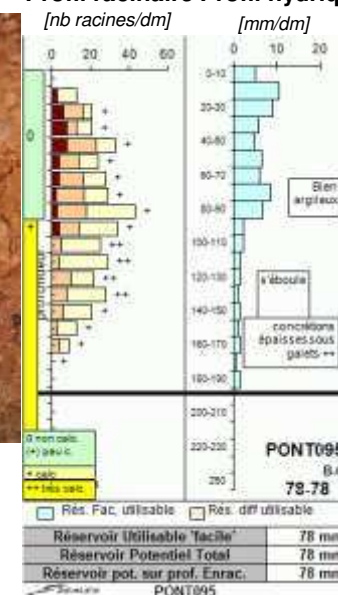 [nb racines/dm] [mm/dm]
0 20 40 60
0 10 20
0-10
20-30
40-50
60-70
80-90
100-110
120-130
140-150
160-170
180-190
200-210
220-230
250
0
+
profondeur
Bien
argileux
s'éboule
concrétions
épaisses sous
galets ++
0 non calc.
(+) peu c.
+ calc
++ très calc
PONT095
78-78
Rés. Fac. utilisable Rés. diff utilisable
Réservoir Utilisable 'facile' 78 mm
Réservoir Potentiel Total 78 mm
Réservoir pot. sur prof. Enrac. 78 mm
PONT095